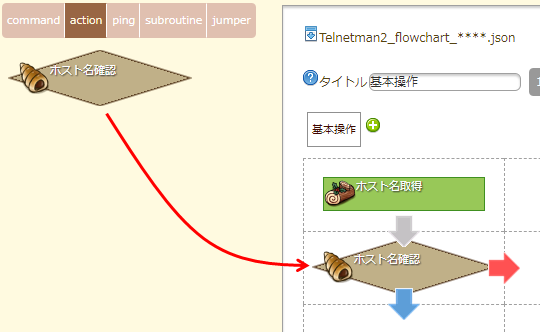 command action ping subroutine jumper
ホスト名確認
Telnetman2_flowchart_****.json
タイトル 基本操作
基本操作
ホスト名取得
ホスト名確認